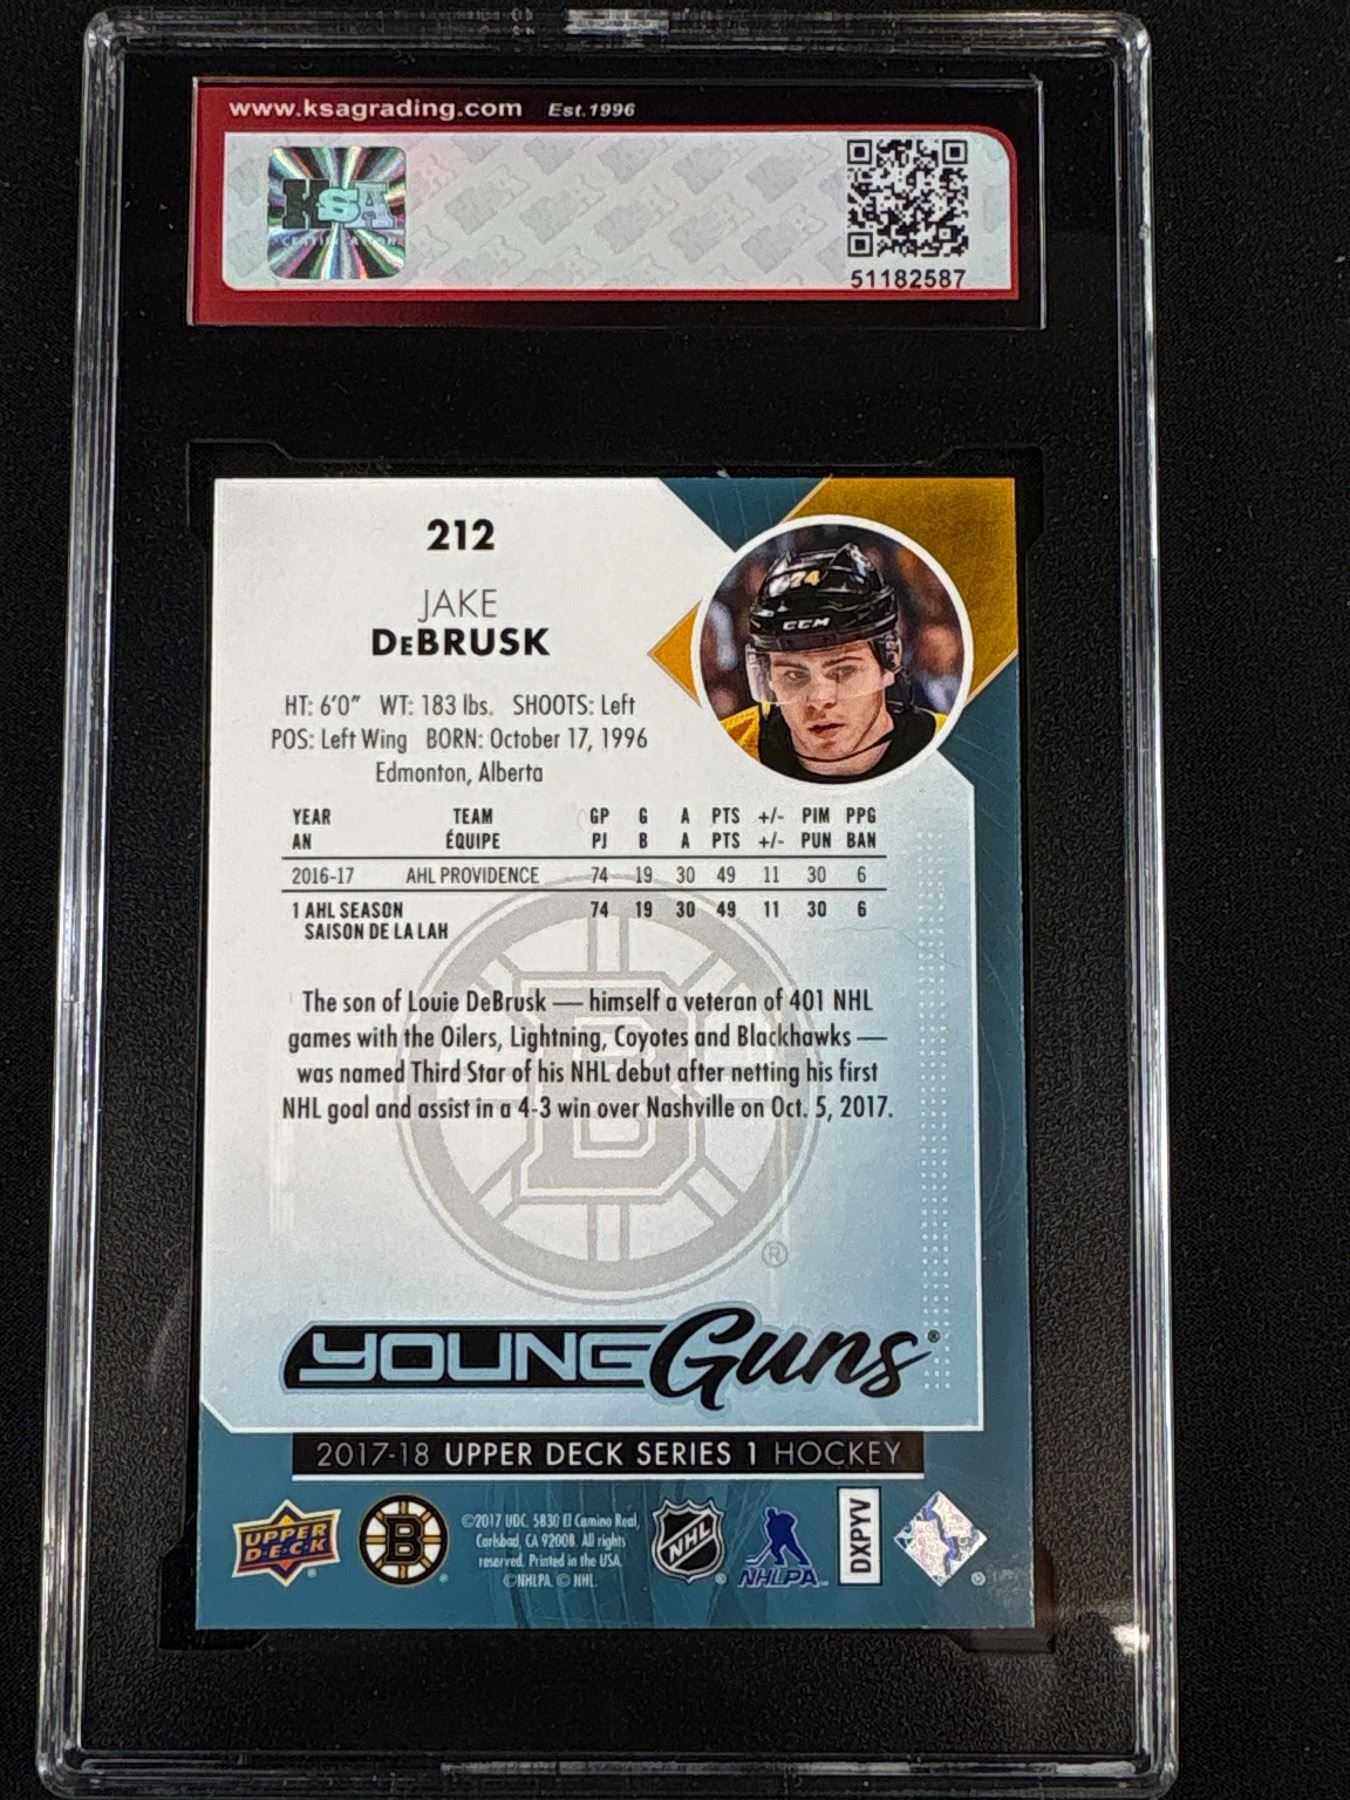 www.ksagrading.com Est.1996
KSA
CERTIFICATION
51182587
212
JAKE
DeBRUSK
HT: 6'0" WT: 183 lbs. SHOOTS: Left
POS: Left Wing BORN: October 17, 1996
Edmonton, Alberta
74
CCM
YEAR TEAM GP G A PTS +/- PIM PPG
AN ÉQUIPE PJ B A PTS +/- PUN BAN
2016-17 AHL PROVIDENCE 74 19 30 49 11 30 6
1 AHL SEASON 74 19 30 49 11 30 6
SAISON DE LA LAH
The son of Louie DeBrusk — himself a veteran of 401 NHL
games with the Oilers, Lightning, Coyotes and Blackhawks —
was named Third Star of his NHL debut after netting his first
NHL goal and assist in a 4-3 win over Nashville on Oct. 5, 2017.
B
®
YOUNG Guns®
2017-18 UPPER DECK SERIES 1 HOCKEY
UPPER
D·E·C·K
B
©2017 UDC. 5830 El Camino Real,
Carlsbad, CA 92008. All rights
reserved. Printed in the USA.
©NHLPA. © NHL.
NHL
NHLPA
DXPYV